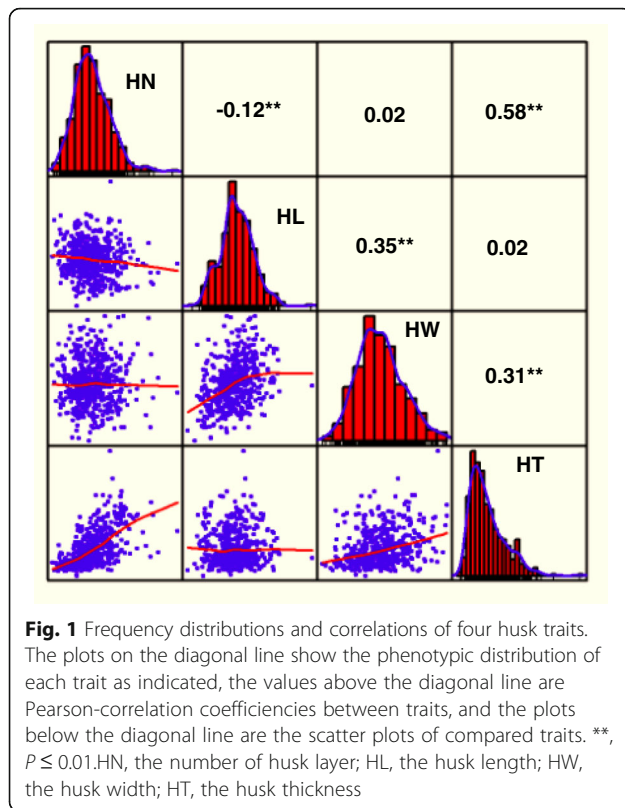 HN
-0.12**
0.02
0.58**
HL
0.35**
0.02
HW
0.31**
HT
Fig. 1 Frequency distributions and correlations of four husk traits.
The plots on the diagonal line show the phenotypic distribution of
each trait as indicated, the values above the diagonal line are
Pearson-correlation coefficiencies between traits, and the plots
below the diagonal line are the scatter plots of compared traits. **,
P ≤ 0.01.HN, the number of husk layer; HL, the husk length; HW,
the husk width; HT, the husk thickness